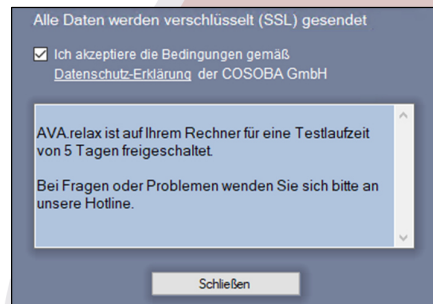 Alle Daten werden verschlüsselt (SSL) gesendet
Ich akzeptiere die Bedingungen gemäß
Datenschutz-Erklärung der COSOBA GmbH
AVA.relax ist auf Ihrem Rechner für eine Testlaufzeit
von 5 Tagen freigeschaltet.
Bei Fragen oder Problemen wenden Sie sich bitte an
unsere Hotline.
Schließen